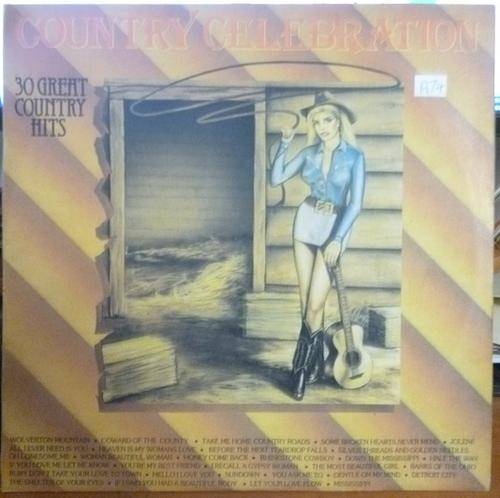 COUNTRY CELEBRATION
30 GREAT
COUNTRY
HITS
WOLVERTON MOUNTAIN • COWARD OF THE COUNTY • TAKE ME HOME COUNTRY ROADS • SOME BROKEN HEARTS NEVER MEND • JOLENE
ALL I EVER NEED IS YOU • HEAVEN IS MY WOMANS LOVE • BEFORE THE NEXT TEARDROP FALLS • SILVER THREADS AND GOLDEN NEEDLES
OH LONESOME ME • WOMAN BEAUTIFUL WOMAN • HONEY COME BACK • RHINESTONE COWBOY • DOWN THE MISSISSIPPI • HALF THE WAY
IF YOU LOVE ME LET ME KNOW • YOU'RE MY BEST FRIEND • I RECALL A GYPSY WOMAN • THE MOST BEAUTIFUL GIRL • BANKS OF THE OHIO
RUBY DON'T TAKE YOUR LOVE TO TOWN • HELLO I LOVE YOU • SUNDOWN • YOU ASK ME TO • GENTLE ON MY MIND • DETROIT CITY
THE SHELTER OF YOUR EYES • IF I SAID YOU HAD A BEAUTIFUL BODY • LET YOUR LOVE FLOW • MISSISSIPPI